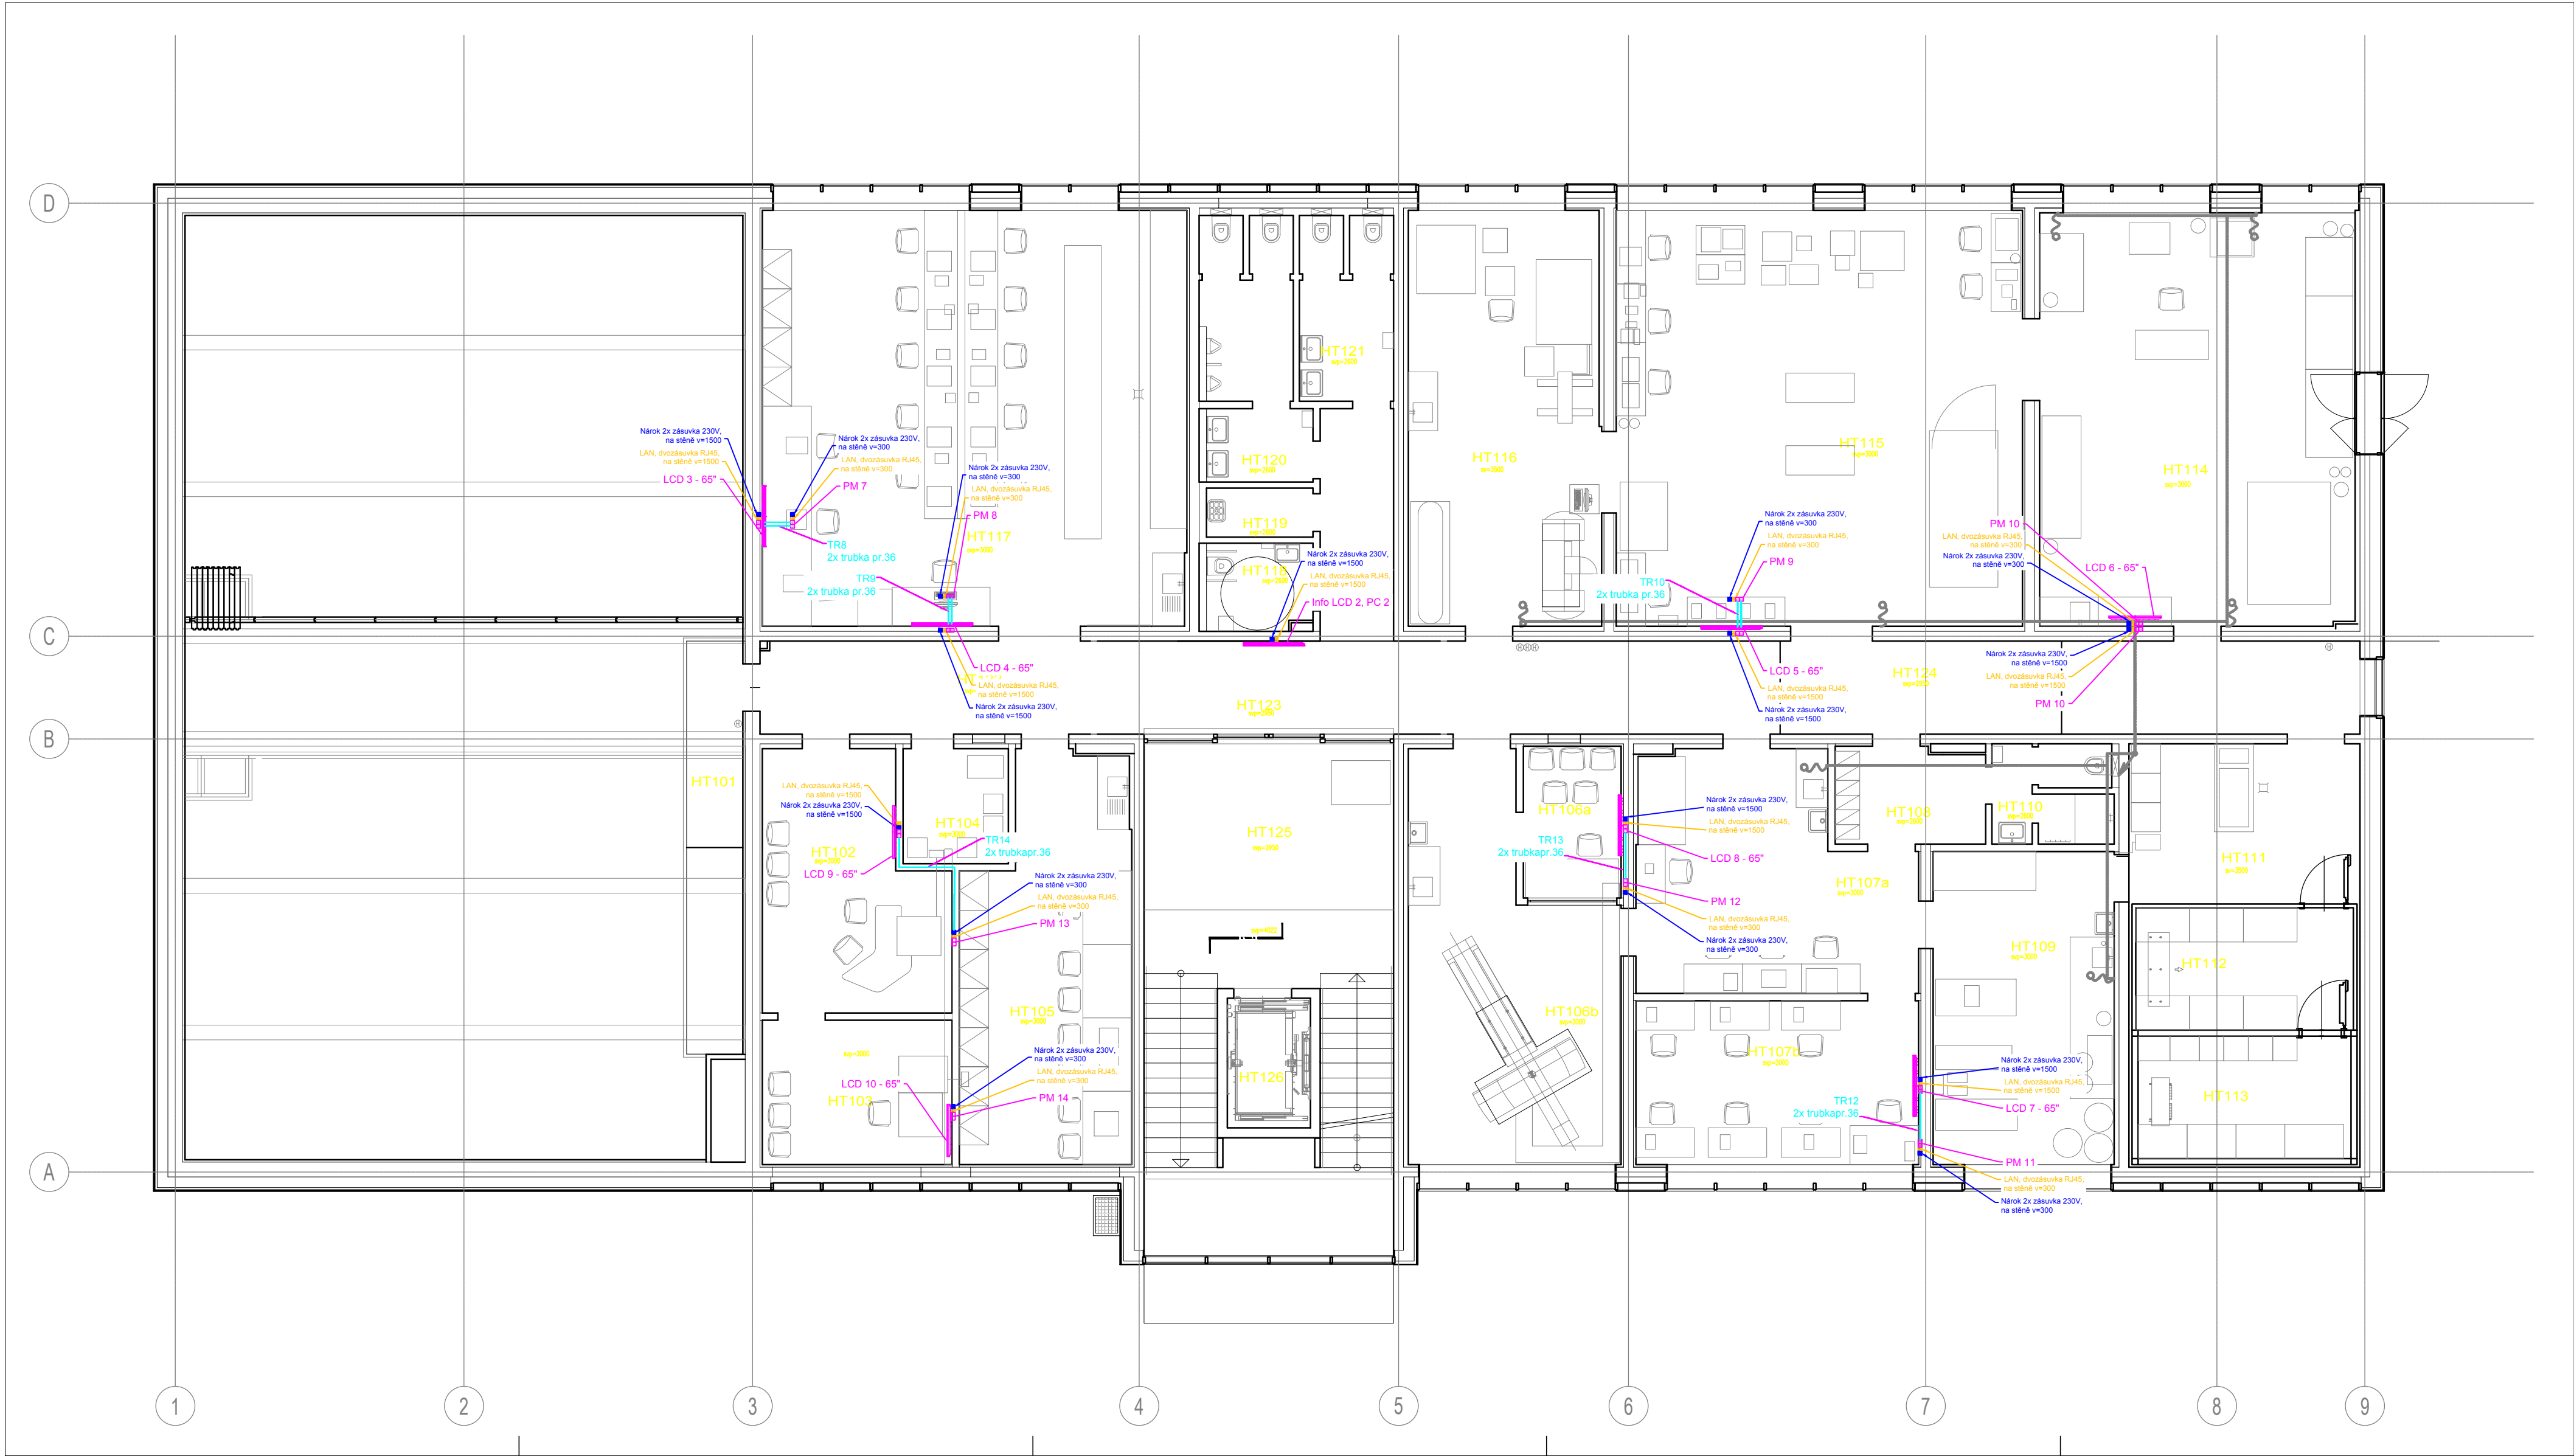 D
C
B
A
Nárok 2x zásuvka 230V,
na stěně v=1500
LAN, dvozásuvka RJ45,
na stěně v=1500
LCD 3 - 65"
Nárok 2x zásuvka 230V,
na stěně v=300
LAN, dvozásuvka RJ45,
na stěně v=300
PM 7
TR8
2x trubka pr.36
Nárok 2x zásuvka 230V,
na stěně v=300
LAN, dvozásuvka RJ45,
na stěně v=300
PM 8
HT117
TR9
2x trubka pr.36
LCD 4 - 65"
LAN, dvozásuvka RJ45,
na stěně v=1500
Nárok 2x zásuvka 230V,
na stěně v=1500
HT121
HT120
HT119
HT118
Nárok 2x zásuvka 230V,
na stěně v=1500
LAN, dvozásuvka RJ45,
na stěně v=1500
Info LCD 2, PC 2
HT123
HT116
HT115
Nárok 2x zásuvka 230V,
na stěně v=300
LAN, dvozásuvka RJ45,
na stěně v=300
PM 9
TR10
2x trubka pr.36
LCD 5 - 65"
LAN, dvozásuvka RJ45,
na stěně v=1500
Nárok 2x zásuvka 230V,
na stěně v=1500
HT124
HT114
PM 10
LAN, dvozásuvka RJ45,
na stěně v=300
Nárok 2x zásuvka 230V,
na stěně v=300
LCD 6 - 65"
Nárok 2x zásuvka 230V,
na stěně v=1500
LAN, dvozásuvka RJ45,
na stěně v=1500
PM 10
HT101
LAN, dvozásuvka RJ45,
na stěně v=1500
Nárok 2x zásuvka 230V,
na stěně v=1500
HT102
LCD 9 - 65"
HT104
TR14
2x trubkapr.36
Nárok 2x zásuvka 230V,
na stěně v=300
LAN, dvozásuvka RJ45,
na stěně v=300
PM 13
HT105
Nárok 2x zásuvka 230V,
na stěně v=300
LAN, dvozásuvka RJ45,
na stěně v=300
PM 14
LCD 10 - 65"
HT103
HT125
HT126
HT106a
TR13
2x trubkapr.36
Nárok 2x zásuvka 230V,
na stěně v=1500
LAN, dvozásuvka RJ45,
na stěně v=1500
LCD 8 - 65"
PM 12
LAN, dvozásuvka RJ45,
na stěně v=300
Nárok 2x zásuvka 230V,
na stěně v=300
HT106b
HT107a
HT107b
HT108
HT110
HT109
HT111
HT112
HT113
TR12
2x trubkapr.36
Nárok 2x zásuvka 230V,
na stěně v=1500
LAN, dvozásuvka RJ45,
na stěně v=1500
LCD 7 - 65"
PM 11
LAN, dvozásuvka RJ45,
na stěně v=300
Nárok 2x zásuvka 230V,
na stěně v=300
1
2
3
4
5
6
7
8
9